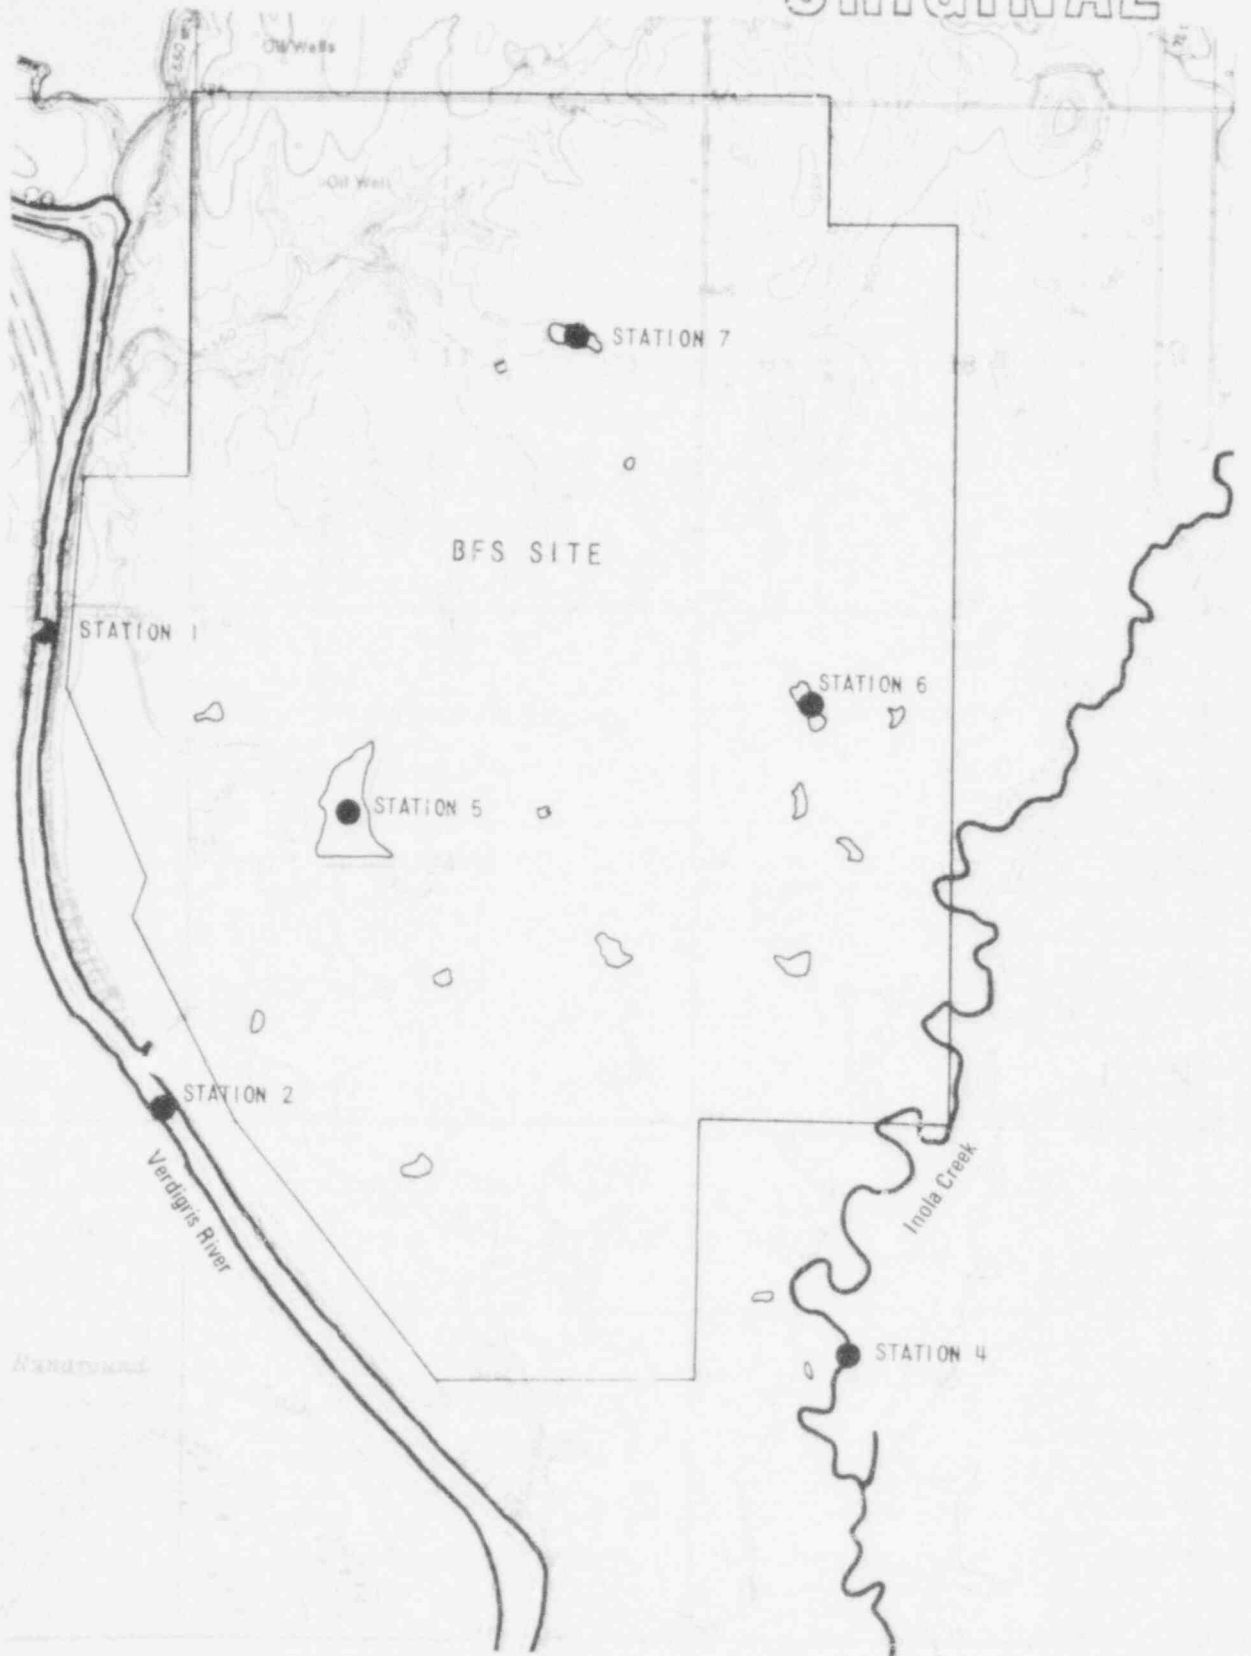 ORIGINAL
Oil Wells
Oil Well
STATION 7
BFS SITE
STATION 1
STATION 6
STATION 5
STATION 2
Verdigris River
Inola Creek
STATION 4